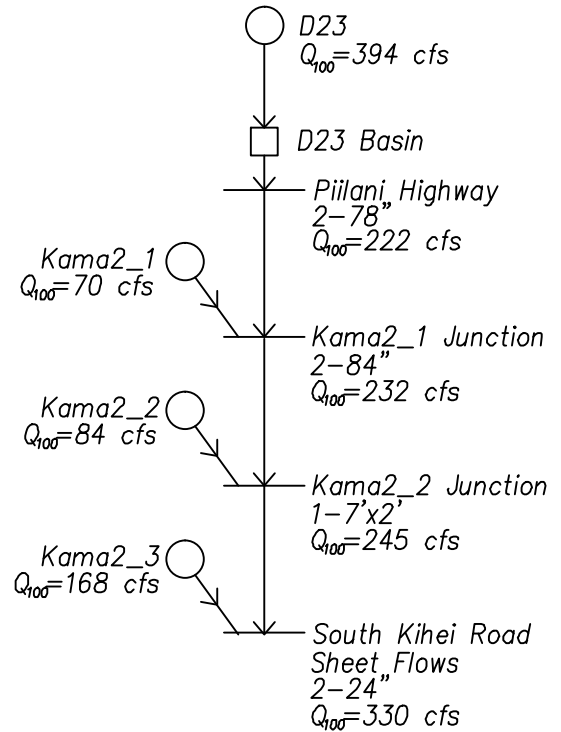 D23
Q100=394 cfs
D23 Basin
Piilani Highway
2-78"
Q100=222 cfs
Kama2_1
Q100=70 cfs
Kama2_1 Junction
2-84"
Q100=232 cfs
Kama2_2
Q100=84 cfs
Kama2_2 Junction
1-7'x2'
Q100=245 cfs
Kama2_3
Q100=168 cfs
South Kihei Road
Sheet Flows
2-24"
Q100=330 cfs